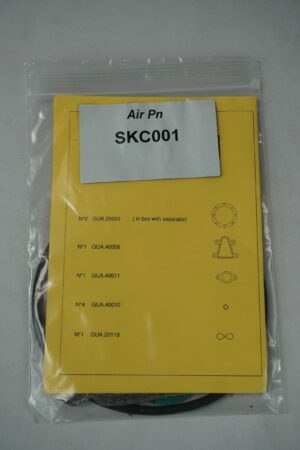 Air Pn
SKC001
N°2 GUA.20003 ( in box with separator)
N°1 GUA.40008
N°1 GUA.40011
N°4 GUA.40010
N°1 GUA.20119